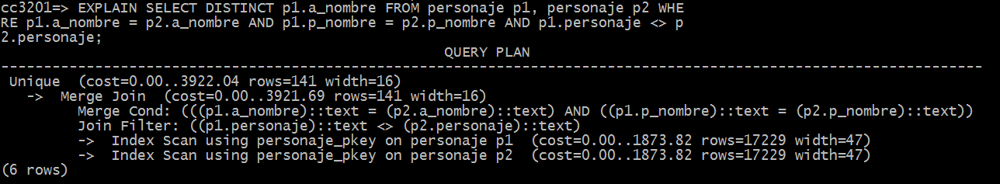 cc3201=> EXPLAIN SELECT DISTINCT p1.a_nombre FROM personaje p1, personaje p2 WHE
RE p1.a_nombre = p2.a_nombre AND p1.p_nombre = p2.p_nombre AND p1.personaje <> p
2.personaje;
QUERY PLAN
--------------------------------------------------------------------------------------------------------------------
Unique  (cost=0.00..3922.04 rows=141 width=16)
->  Merge Join  (cost=0.00..3921.69 rows=141 width=16)
Merge Cond: (((p1.a_nombre)::text = (p2.a_nombre)::text) AND ((p1.p_nombre)::text = (p2.p_nombre)::text))
Join Filter: ((p1.personaje)::text <> (p2.personaje)::text)
->  Index Scan using personaje_pkey on personaje p1  (cost=0.00..1873.82 rows=17229 width=47)
->  Index Scan using personaje_pkey on personaje p2  (cost=0.00..1873.82 rows=17229 width=47)
(6 rows)